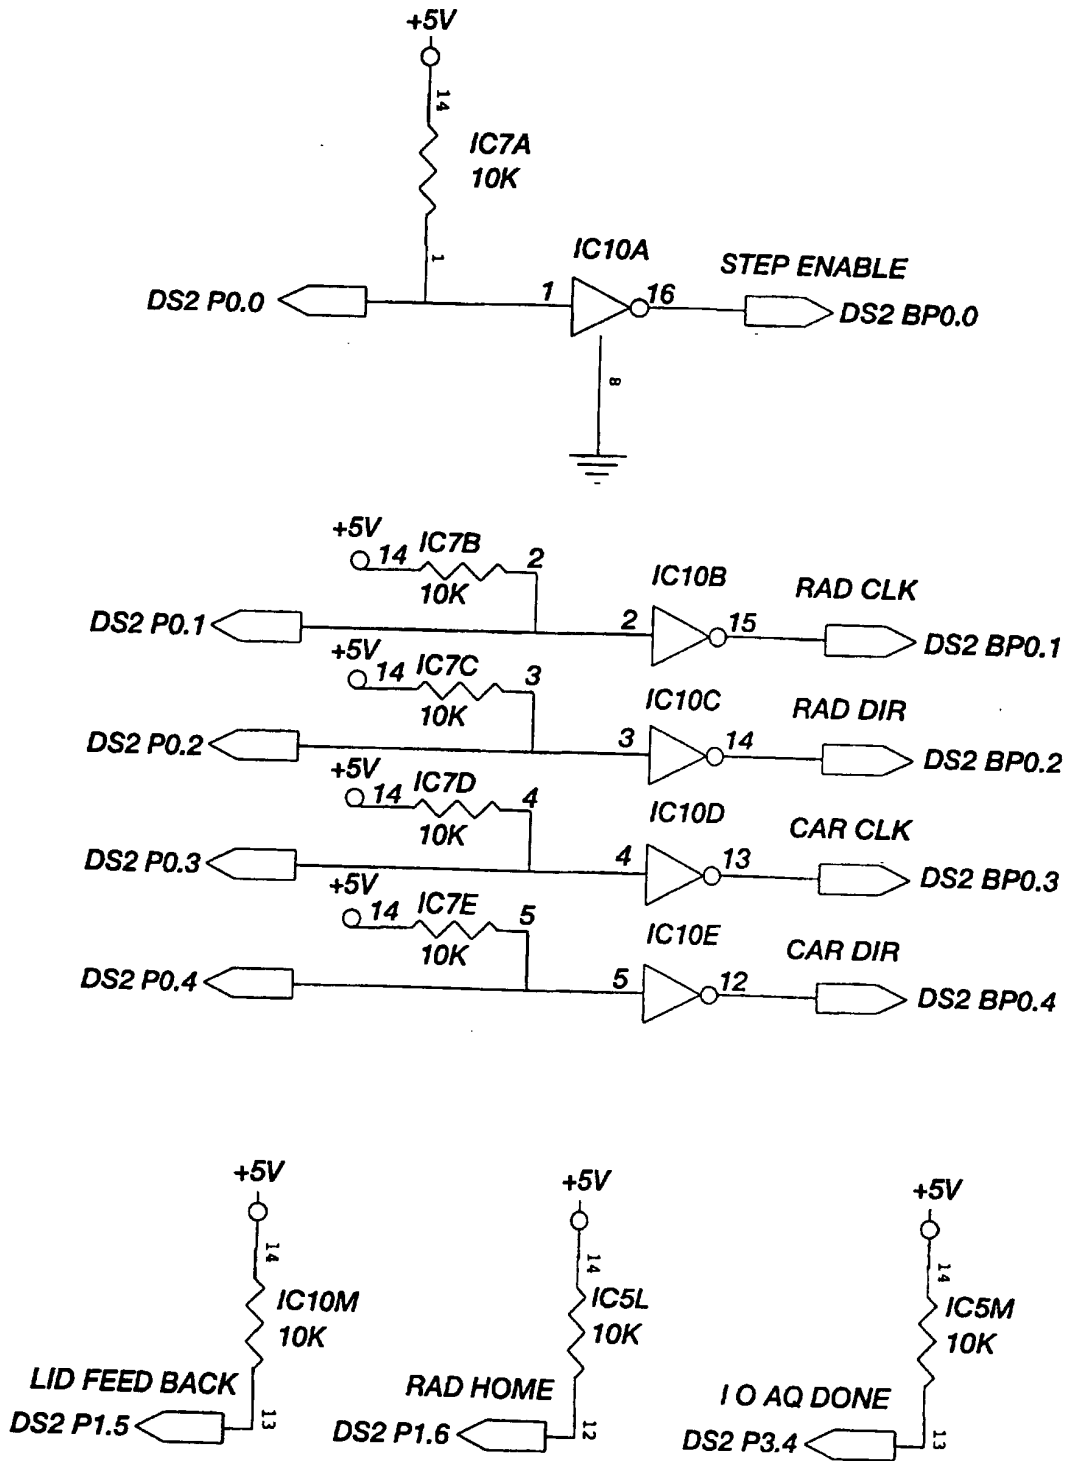 +5V
14
IC7A
10K
1
IC10A
STEP ENABLE
DS2 P0.0
1
16
DS2 BP0.0
8
+5V
14
IC7B
2
10K
IC10B
RAD CLK
DS2 P0.1
2
15
DS2 BP0.1
+5V
14
IC7C
3
10K
IC10C
RAD DIR
DS2 P0.2
3
14
DS2 BP0.2
+5V
14
IC7D
4
10K
IC10D
CAR CLK
DS2 P0.3
4
13
DS2 BP0.3
+5V
14
IC7E
5
10K
IC10E
CAR DIR
DS2 P0.4
5
12
DS2 BP0.4
+5V
14
IC10M
10K
LID FEED BACK
DS2 P1.5
13
+5V
14
IC5L
10K
RAD HOME
DS2 P1.6
12
+5V
14
IC5M
10K
I O AQ DONE
DS2 P3.4
13